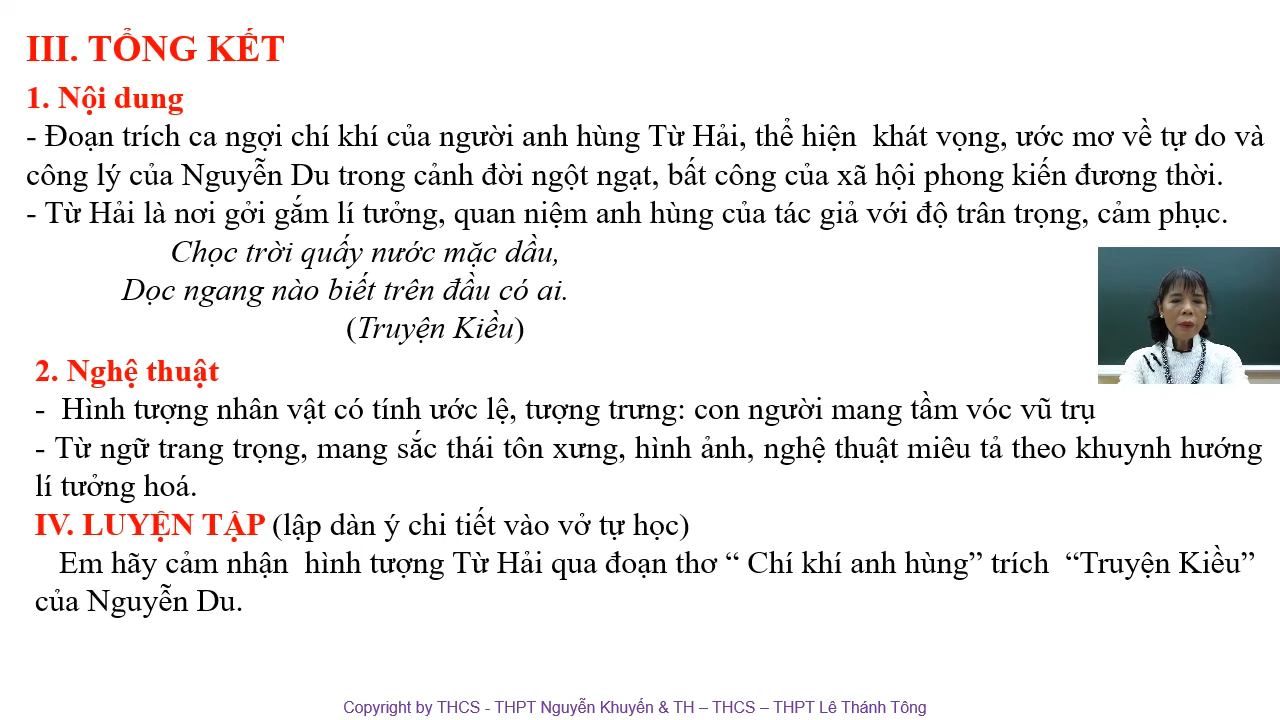 III. TỔNG KẾT
1. Nội dung
- Đoạn trích ca ngợi chí khí của người anh hùng Từ Hải, thể hiện  khát vọng, ước mơ về tự do và
công lý của Nguyễn Du trong cảnh đời ngột ngạt, bất công của xã hội phong kiến đương thời.
- Từ Hải là nơi gởi gắm lí tưởng, quan niệm anh hùng của tác giả với độ trân trọng, cảm phục.
Chọc trời quấy nước mặc dầu,
Dọc ngang nào biết trên đầu có ai.
(Truyện Kiều)
2. Nghệ thuật
-  Hình tượng nhân vật có tính ước lệ, tượng trưng: con người mang tầm vóc vũ trụ
- Từ ngữ trang trọng, mang sắc thái tôn xưng, hình ảnh, nghệ thuật miêu tả theo khuynh hướng
lí tưởng hoá.
IV. LUYỆN TẬP (lập dàn ý chi tiết vào vở tự học)
Em hãy cảm nhận  hình tượng Từ Hải qua đoạn thơ “ Chí khí anh hùng” trích  “Truyện Kiều”
của Nguyễn Du.
Copyright by THCS - THPT Nguyễn Khuyến & TH – THCS – THPT Lê Thánh Tông